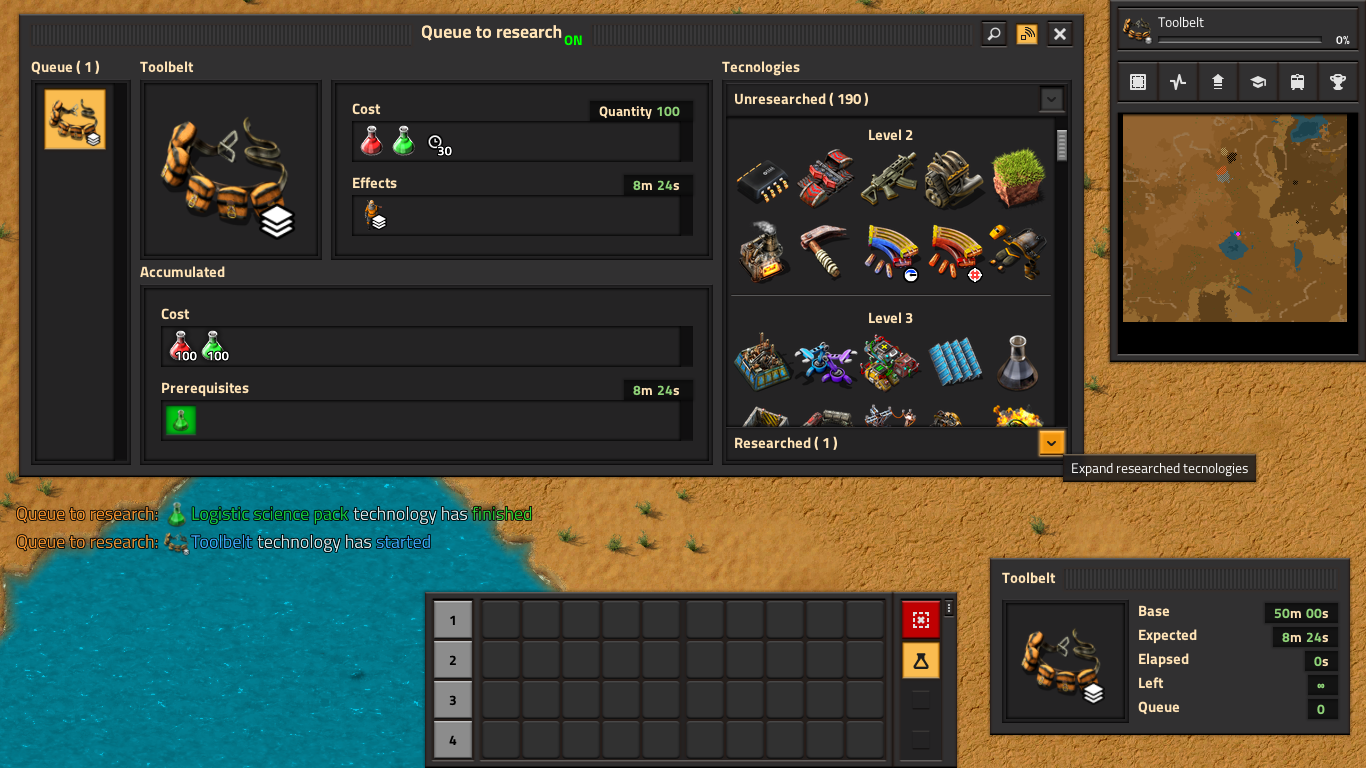 Queue to research ON
Queue ( 1 )
Toolbelt
Cost
Quantity 100
30
Effects
8m 24s
Accumulated
Cost
100 100
Prerequisites
8m 24s
Tecnologies
Unresearched ( 190 )
Level 2
Level 3
Researched ( 1 )
Expand researched tecnologies
Toolbelt
0%
Queue to research: Logistic science pack technology has finished
Queue to research: Toolbelt technology has started
1
2
3
4
Toolbelt
Base 50m 00s
Expected 8m 24s
Elapsed 0s
Left ∞
Queue 0